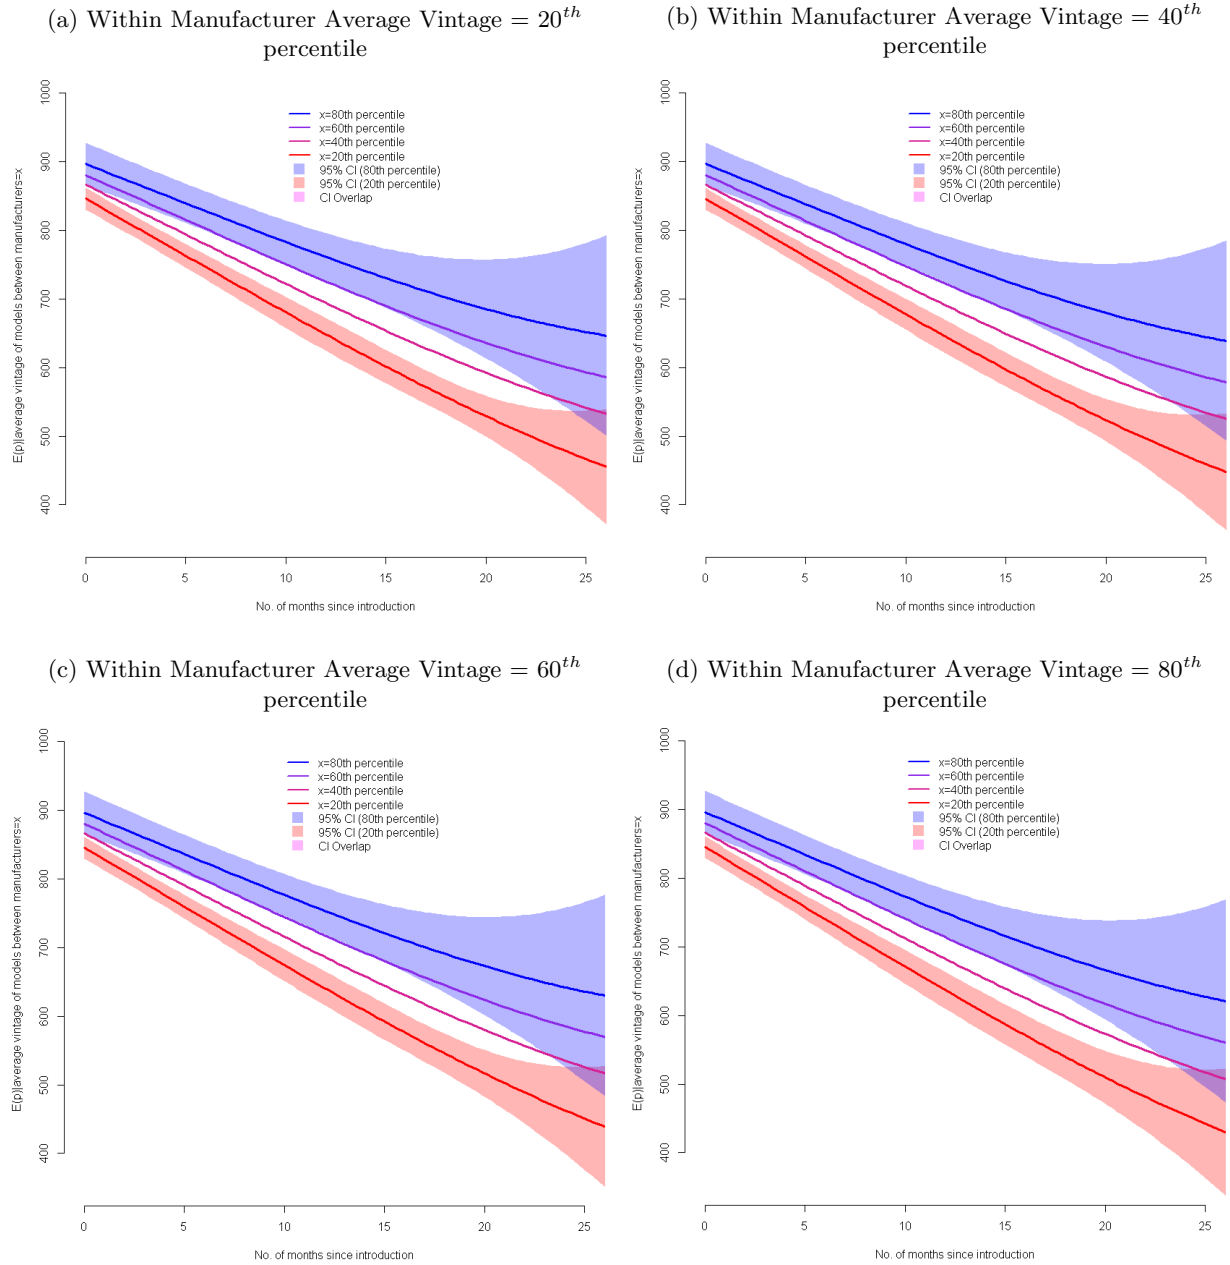 (a) Within Manufacturer Average Vintage = 20th
percentile
1000
900
800
700
600
500
400
E(p)|average vintage of models between manufacturers=x
x=80th percentile
x=60th percentile
x=40th percentile
x=20th percentile
95% CI (80th percentile)
95% CI (20th percentile)
CI Overlap
0 5 10 15 20 25
No. of months since introduction
(b) Within Manufacturer Average Vintage = 40th
percentile
1000
900
800
700
600
500
400
E(p)|average vintage of models between manufacturers=x
x=80th percentile
x=60th percentile
x=40th percentile
x=20th percentile
95% CI (80th percentile)
95% CI (20th percentile)
CI Overlap
0 5 10 15 20 25
No. of months since introduction
(c) Within Manufacturer Average Vintage = 60th
percentile
1000
900
800
700
600
500
400
E(p)|average vintage of models between manufacturers=x
x=80th percentile
x=60th percentile
x=40th percentile
x=20th percentile
95% CI (80th percentile)
95% CI (20th percentile)
CI Overlap
0 5 10 15 20 25
No. of months since introduction
(d) Within Manufacturer Average Vintage = 80th
percentile
1000
900
800
700
600
500
400
E(p)|average vintage of models between manufacturers=x
x=80th percentile
x=60th percentile
x=40th percentile
x=20th percentile
95% CI (80th percentile)
95% CI (20th percentile)
CI Overlap
0 5 10 15 20 25
No. of months since introduction